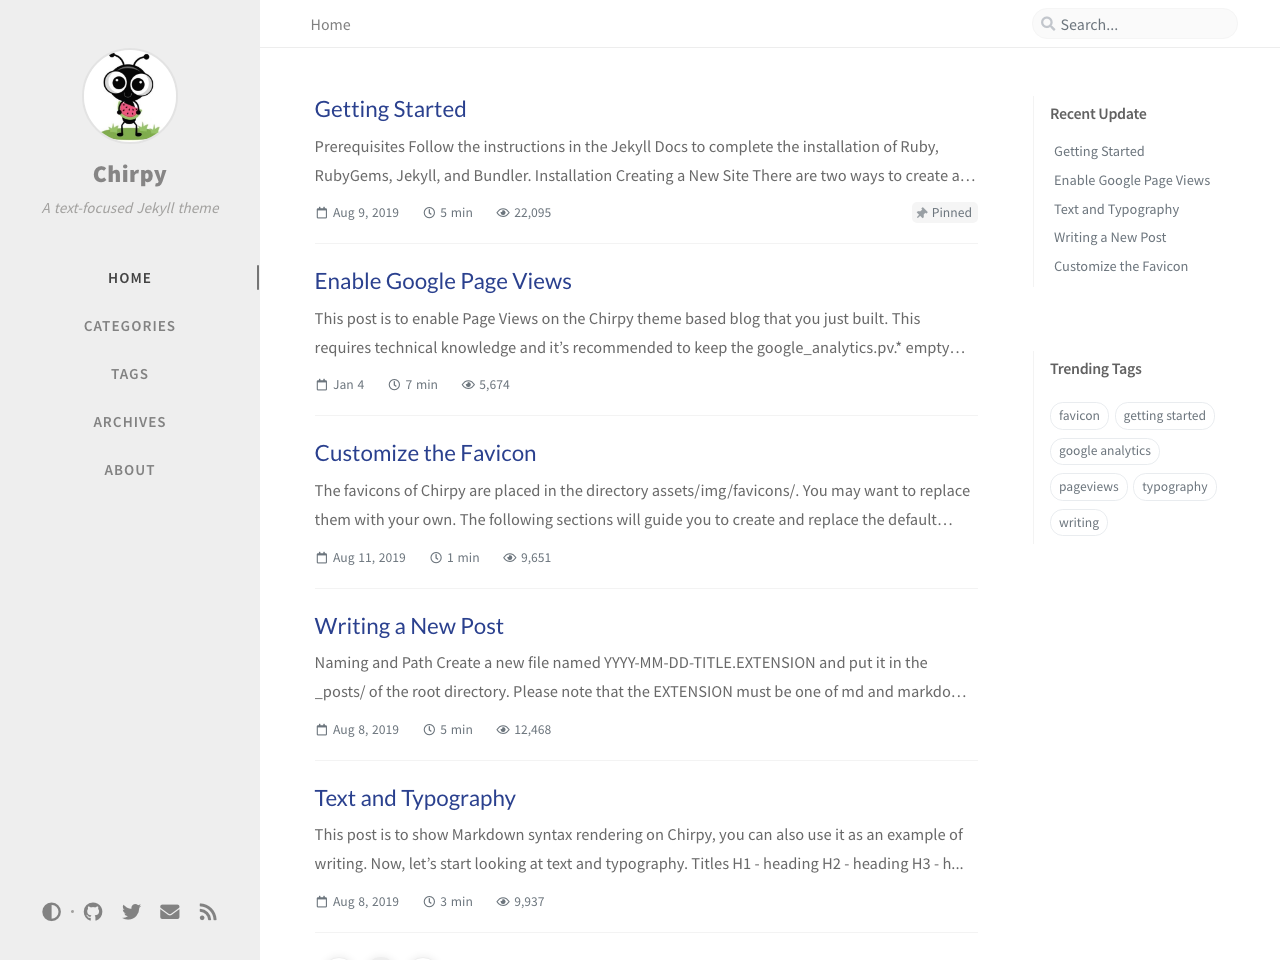 Chirpy
A text-focused Jekyll theme
HOME
CATEGORIES
TAGS
ARCHIVES
ABOUT
Home
Search...
Getting Started
Prerequisites Follow the instructions in the Jekyll Docs to complete the installation of Ruby,
RubyGems, Jekyll, and Bundler. Installation Creating a New Site There are two ways to create a…
Aug 9, 2019 5 min 22,095 Pinned
Enable Google Page Views
This post is to enable Page Views on the Chirpy theme based blog that you just built. This
requires technical knowledge and it’s recommended to keep the google_analytics.pv.* empty…
Jan 4 7 min 5,674
Customize the Favicon
The favicons of Chirpy are placed in the directory assets/img/favicons/. You may want to replace
them with your own. The following sections will guide you to create and replace the default…
Aug 11, 2019 1 min 9,651
Writing a New Post
Naming and Path Create a new file named YYYY-MM-DD-TITLE.EXTENSION and put it in the
_posts/ of the root directory. Please note that the EXTENSION must be one of md and markdo…
Aug 8, 2019 5 min 12,468
Text and Typography
This post is to show Markdown syntax rendering on Chirpy, you can also use it as an example of
writing. Now, let’s start looking at text and typography. Titles H1 - heading H2 - heading H3 - h...
Aug 8, 2019 3 min 9,937
Recent Update
Getting Started
Enable Google Page Views
Text and Typography
Writing a New Post
Customize the Favicon
Trending Tags
favicon getting started
google analytics
pageviews typography
writing